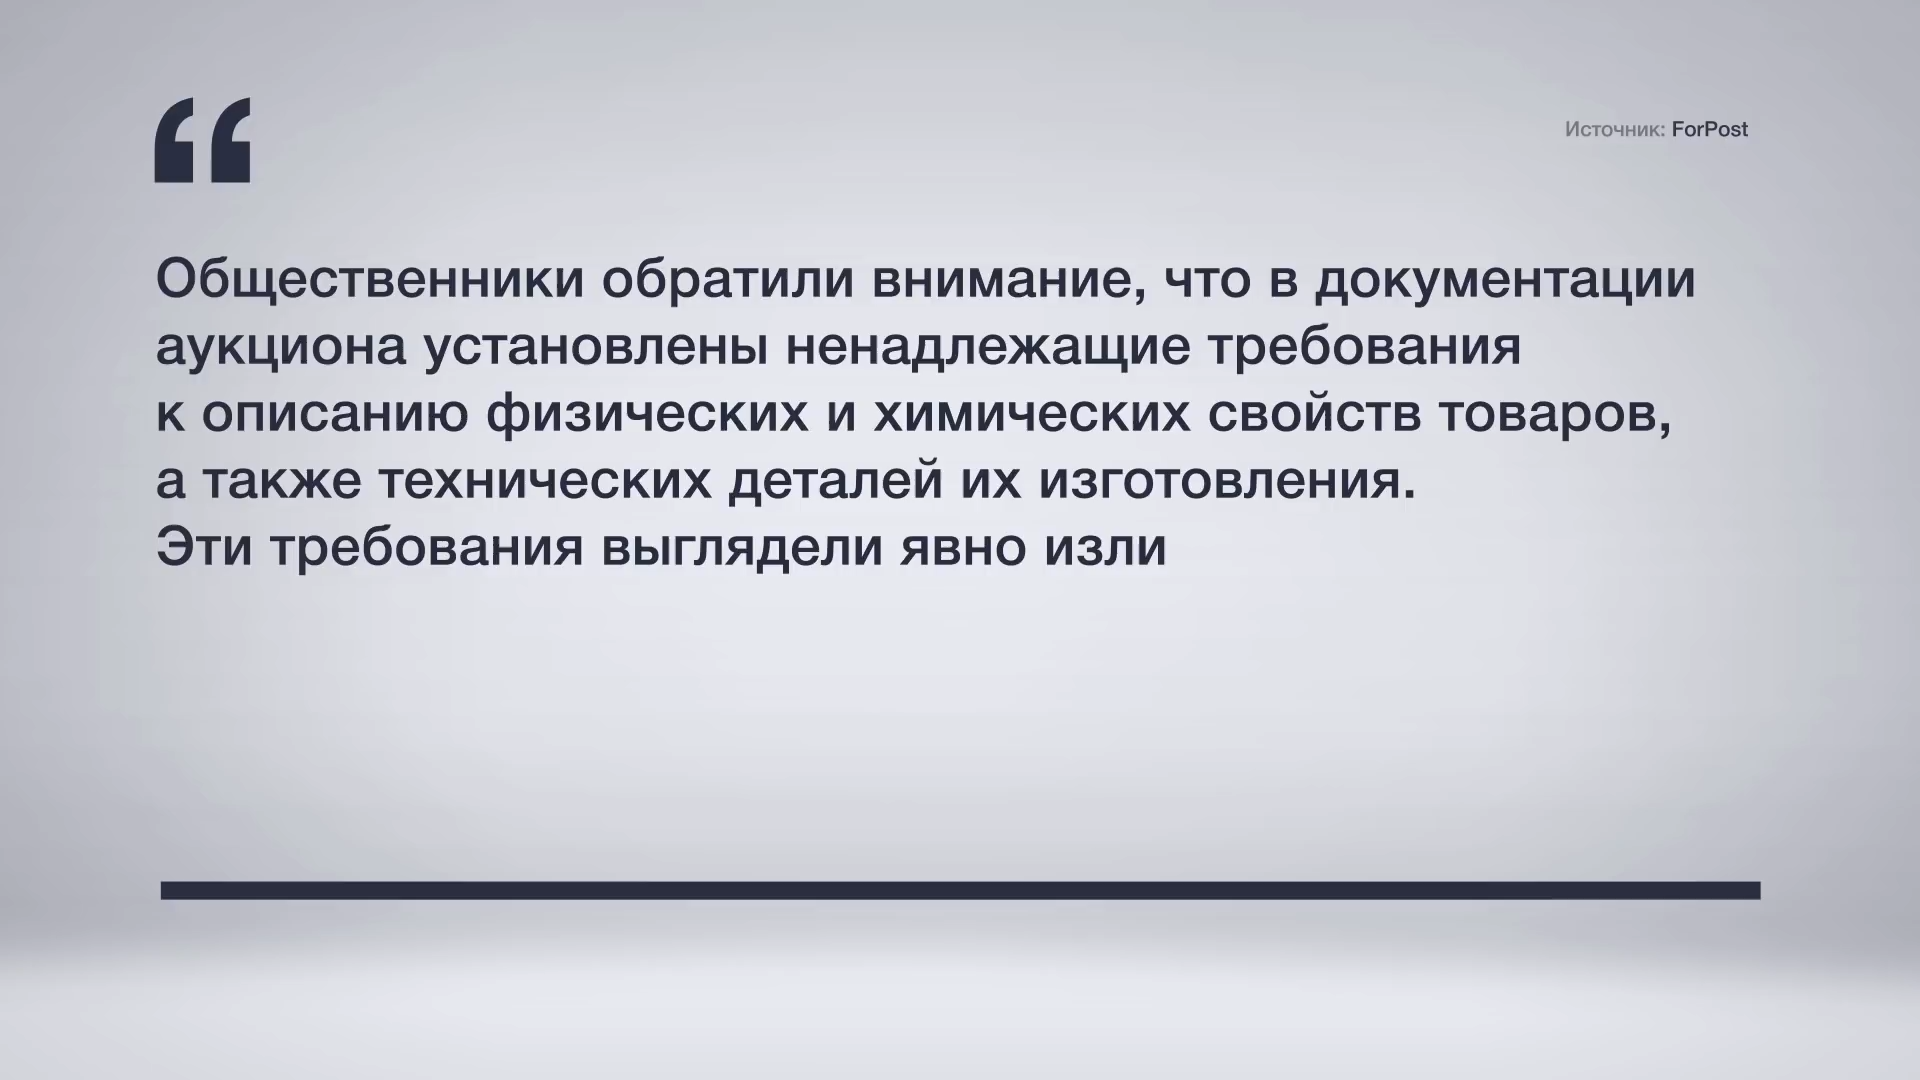 Источник: ForPost
Общественники обратили внимание, что в документации
аукциона установлены ненадлежащие требования
к описанию физических и химических свойств товаров,
а также технических деталей их изготовления.
Эти требования выглядели явно изли